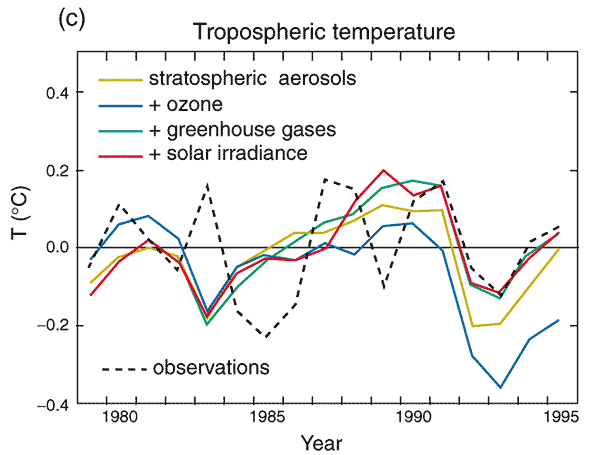 (c)
Tropospheric temperature
stratospheric aerosols
+ ozone
+ greenhouse gases
+ solar irradiance
0.4
0.2
0.0
−0.2
−0.4
T (°C)
observations
1980 1985 1990 1995
Year